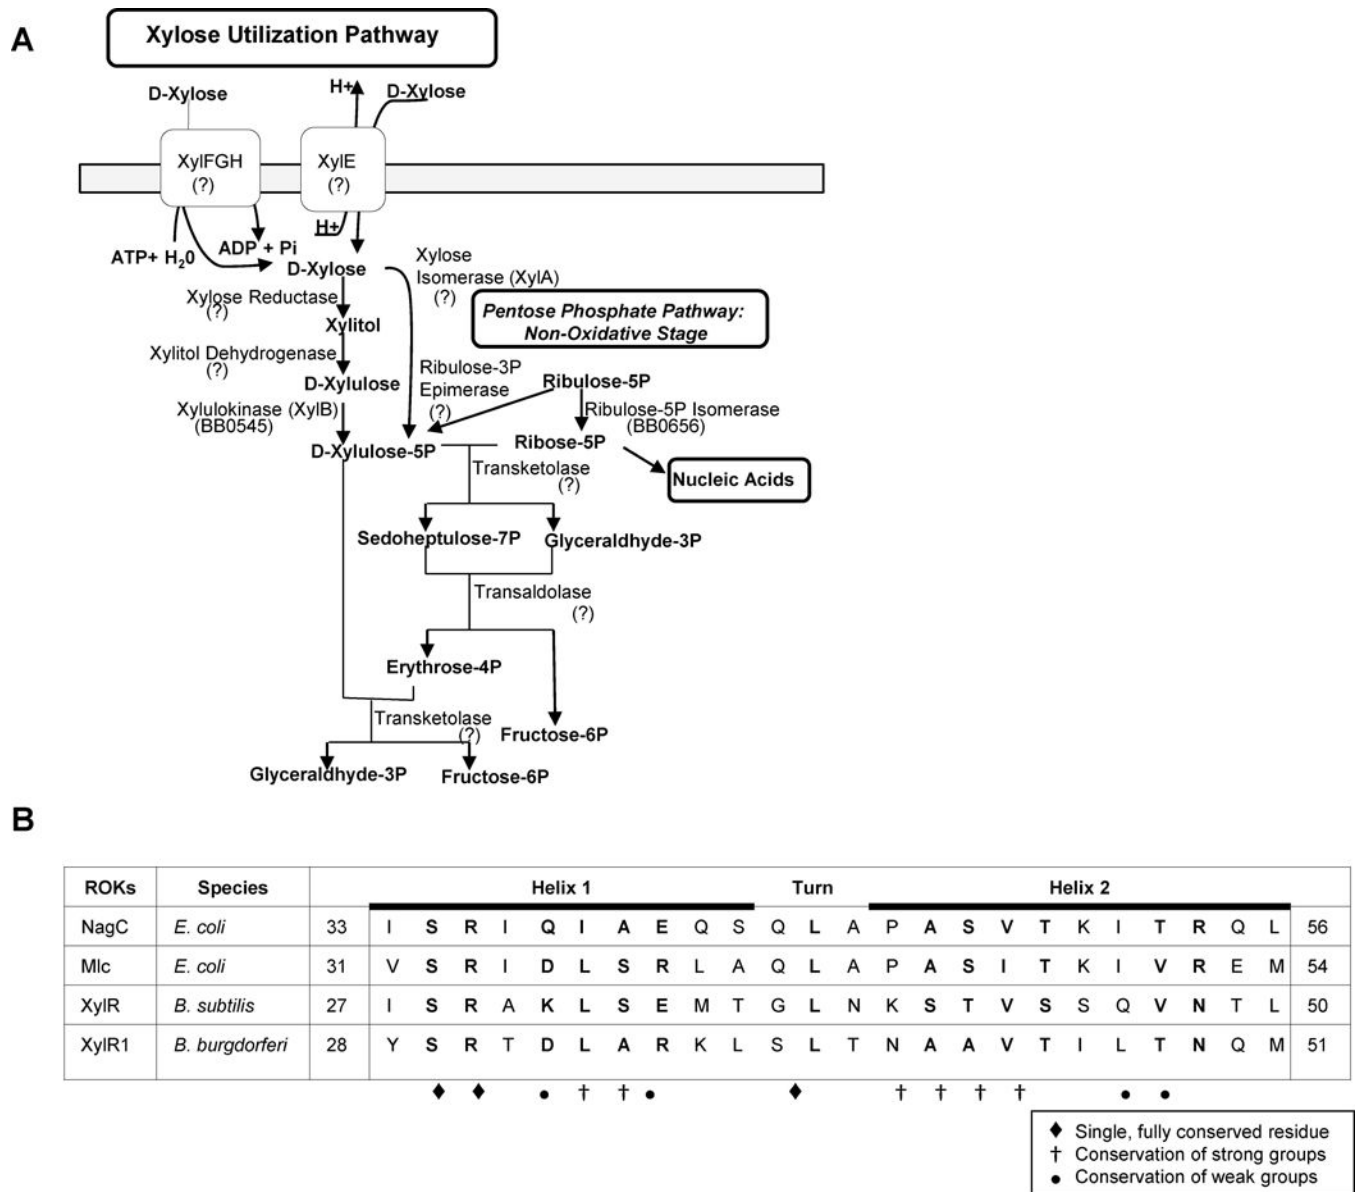 A
Xylose Utilization Pathway
D-Xylose
H+
D-Xylose
XylFGH
(?)
XylE
(?)
H+
ATP+ H20
ADP + Pi
D-Xylose
Xylose
Isomerase (XylA)
(?)
Xylose Reductase
(?)
Xylitol
Pentose Phosphate Pathway:
Non-Oxidative Stage
Xylitol Dehydrogenase
(?)
D-Xylulose
Ribulose-3P
Epimerase
(?)
Ribulose-5P
Xylulokinase (XylB)
(BB0545)
Ribulose-5P Isomerase
(BB0656)
D-Xylulose-5P
Ribose-5P
Transketolase
(?)
Nucleic Acids
Sedoheptulose-7P
Glyceraldhyde-3P
Transaldolase
(?)
Erythrose-4P
Transketolase
(?)
Fructose-6P
Glyceraldhyde-3P
Fructose-6P
B
ROKs Species Helix 1 Turn Helix 2
NagC E. coli 33 I S R I Q I A E Q S Q L A P A S V T K I T R Q L 56
Mlc E. coli 31 V S R I D L S R L A Q L A P A S I T K I V R E M 54
XylR B. subtilis 27 I S R A K L S E M T G L N K S T V S S Q V N T L 50
XylR1 B. burgdorferi 28 Y S R T D L A R K L S L T N A A V T I L T N Q M 51
♦ ♦ • † † • ♦ † † † † • •
♦ Single, fully conserved residue
† Conservation of strong groups
• Conservation of weak groups